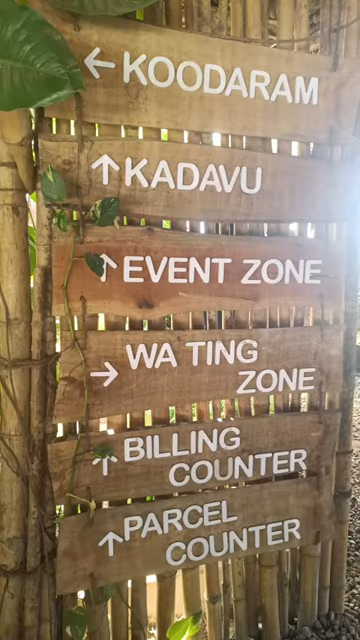 ← KOODARAM
↑ KADAVU
↑ EVENT ZONE
→ WA TING
ZONE
↑ BILLING
COUNTER
↑ PARCEL
COUNTER